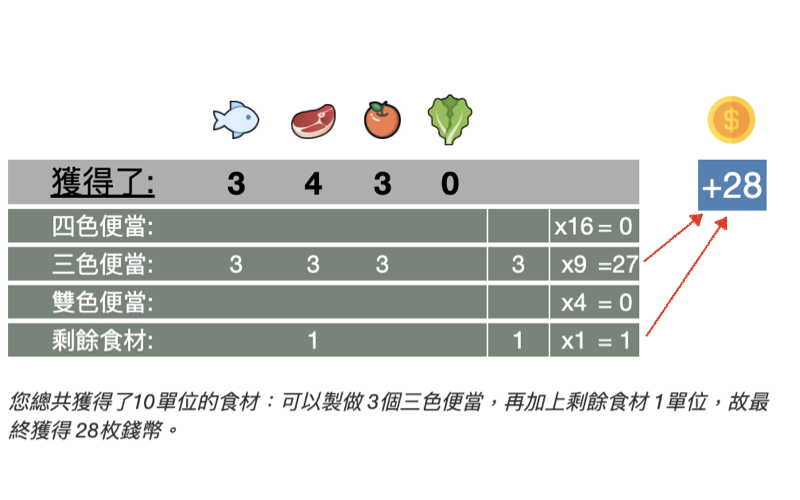 獲得了: 3 4 3 0 +28
四色便當: x16 = 0
三色便當: 3 3 3 3 x9 =27
雙色便當: x4 = 0
剩餘食材: 1 1 x1 = 1
您總共獲得了10單位的食材：可以製做 3個三色便當，再加上剩餘食材 1單位，故最
終獲得 28枚錢幣。